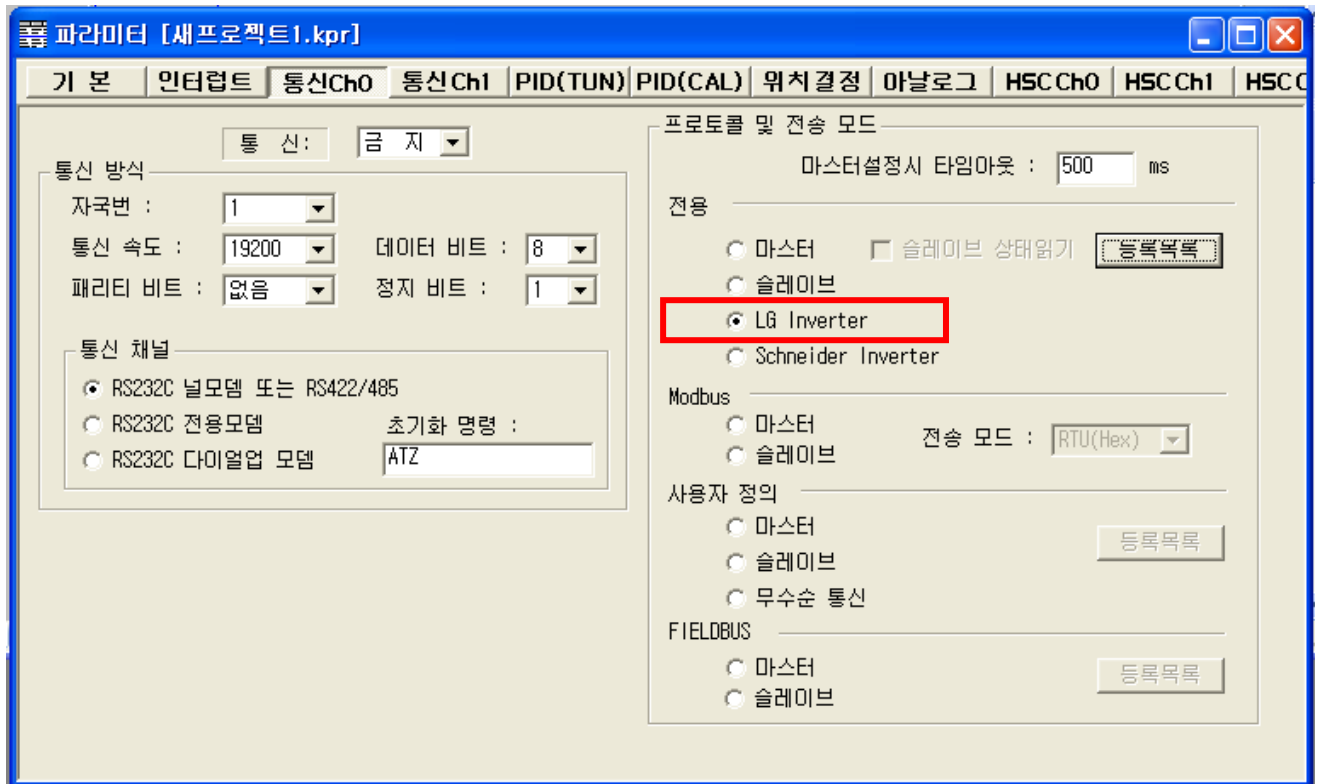 파라미터 [새프로젝트1.kpr]
기 본 인터럽트 통신Ch0 통신Ch1 PID(TUN) PID(CAL) 위치결정 아날로그 HSCCh0 HSCCh1 HSCC
통 신: 금 지
통신 방식
자국번 : 1
통신 속도 : 19200 데이터 비트 : 8
패리티 비트 : 없음 정지 비트 : 1
통신 채널
RS232C 널모뎀 또는 RS422/485
RS232C 전용모뎀 초기화 명령 :
RS232C 다이얼업 모뎀 ATZ
프로토콜 및 전송 모드
마스터설정시 타임아웃 : 500 ms
전용
마스터 슬레이브 상태읽기 등록목록
슬레이브
LG Inverter
Schneider Inverter
Modbus
마스터 전송 모드 : RTU(Hex)
슬레이브
사용자 정의
마스터 등록목록
슬레이브
무수순 통신
FIELDBUS
마스터 등록목록
슬레이브